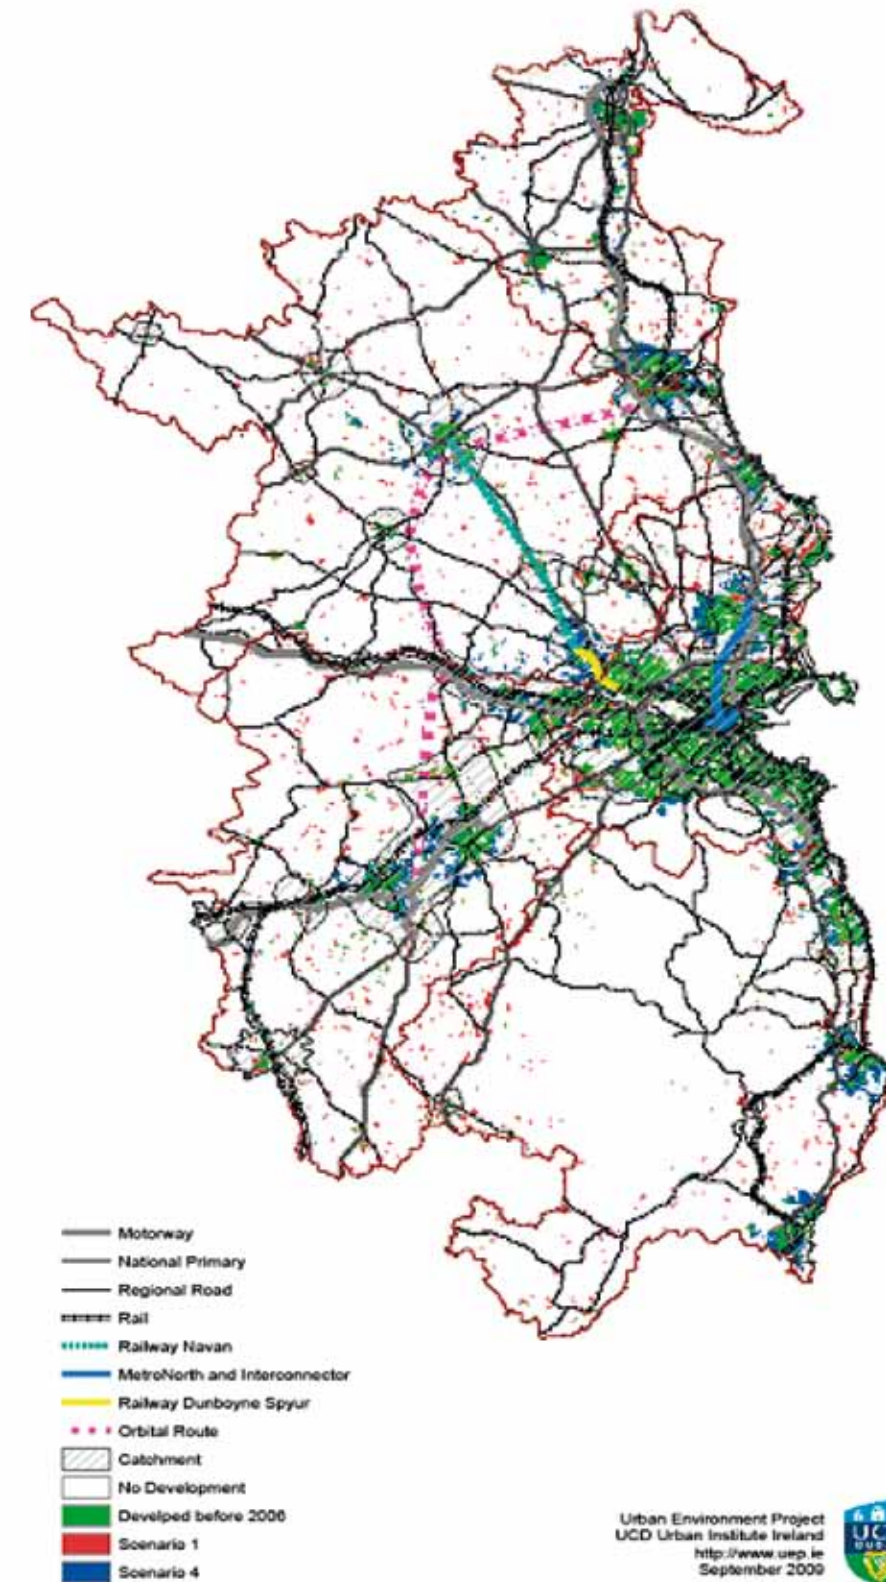 Motorway
National Primary
Regional Road
Rail
Railway Navan
MetroNorth and Interconnector
Railway Dunboyne Spyur
Orbital Route
Catchment
No Development
Develped before 2006
Scenario 1
Scenario 4
Urban Environment Project
UCD Urban Institute Ireland
http://www.uep.ie
September 2009
UC